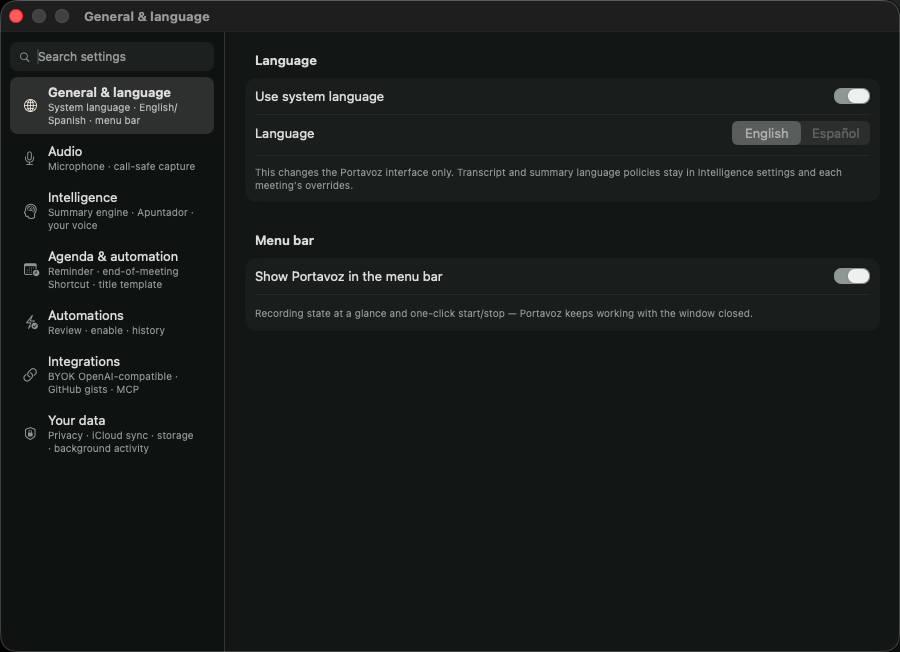 General & language
Search settings
General & language
System language · English/
Spanish · menu bar
Audio
Microphone · call-safe capture
Intelligence
Summary engine · Apuntador ·
your voice
Agenda & automation
Reminder · end-of-meeting
Shortcut · title template
Automations
Review · enable · history
Integrations
BYOK OpenAI-compatible ·
GitHub gists · MCP
Your data
Privacy · iCloud sync · storage
· background activity
Language
Use system language
Language
English
Español
This changes the Portavoz interface only. Transcript and summary language policies stay in Intelligence settings and each
meeting's overrides.
Menu bar
Show Portavoz in the menu bar
Recording state at a glance and one-click start/stop — Portavoz keeps working with the window closed.